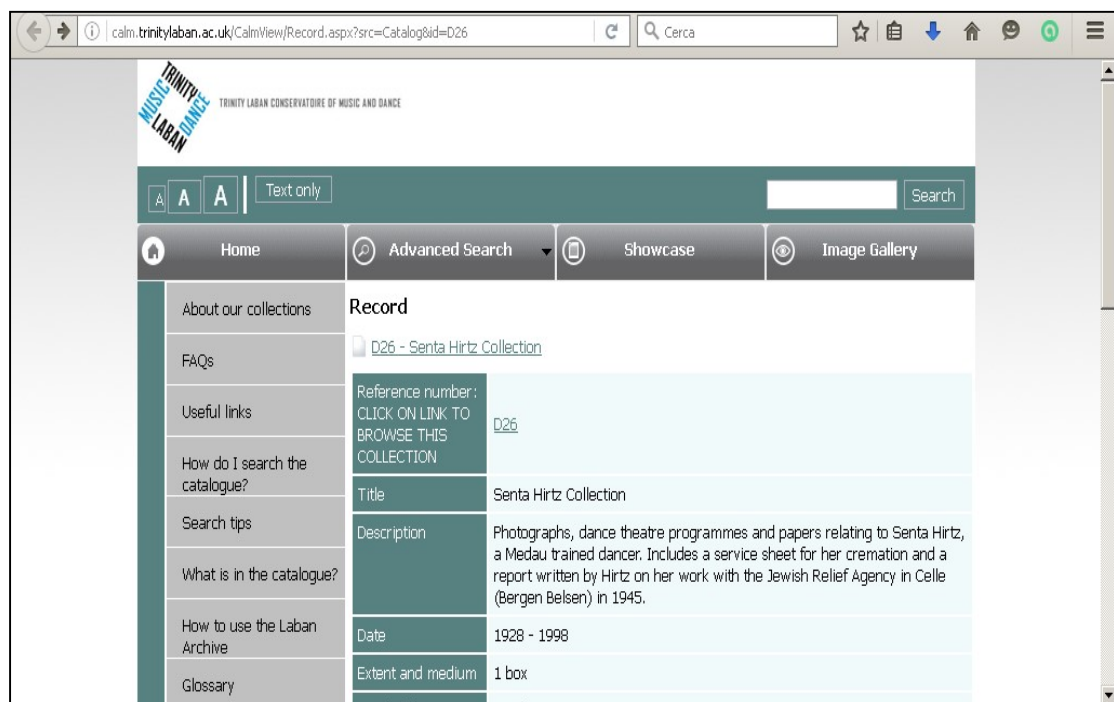 calm.trinitylaban.ac.uk/CalmView/Record.aspx?src=Catalog&id=D26
Cerca
TRINITY
MUSIC
DANCE
LABAN
TRINITY LABAN CONSERVATOIRE OF MUSIC AND DANCE
A A A Text only
Search
Home
Advanced Search
Showcase
Image Gallery
About our collections
FAQs
Useful links
How do I search the
catalogue?
Search tips
What is in the catalogue?
How to use the Laban
Archive
Glossary
Record
D26 - Senta Hirtz Collection
Reference number:
CLICK ON LINK TO
BROWSE THIS
COLLECTION
D26
Title
Senta Hirtz Collection
Description
Photographs, dance theatre programmes and papers relating to Senta Hirtz,
a Medau trained dancer. Includes a service sheet for her cremation and a
report written by Hirtz on her work with the Jewish Relief Agency in Celle
(Bergen Belsen) in 1945.
Date
1928 - 1998
Extent and medium
1 box